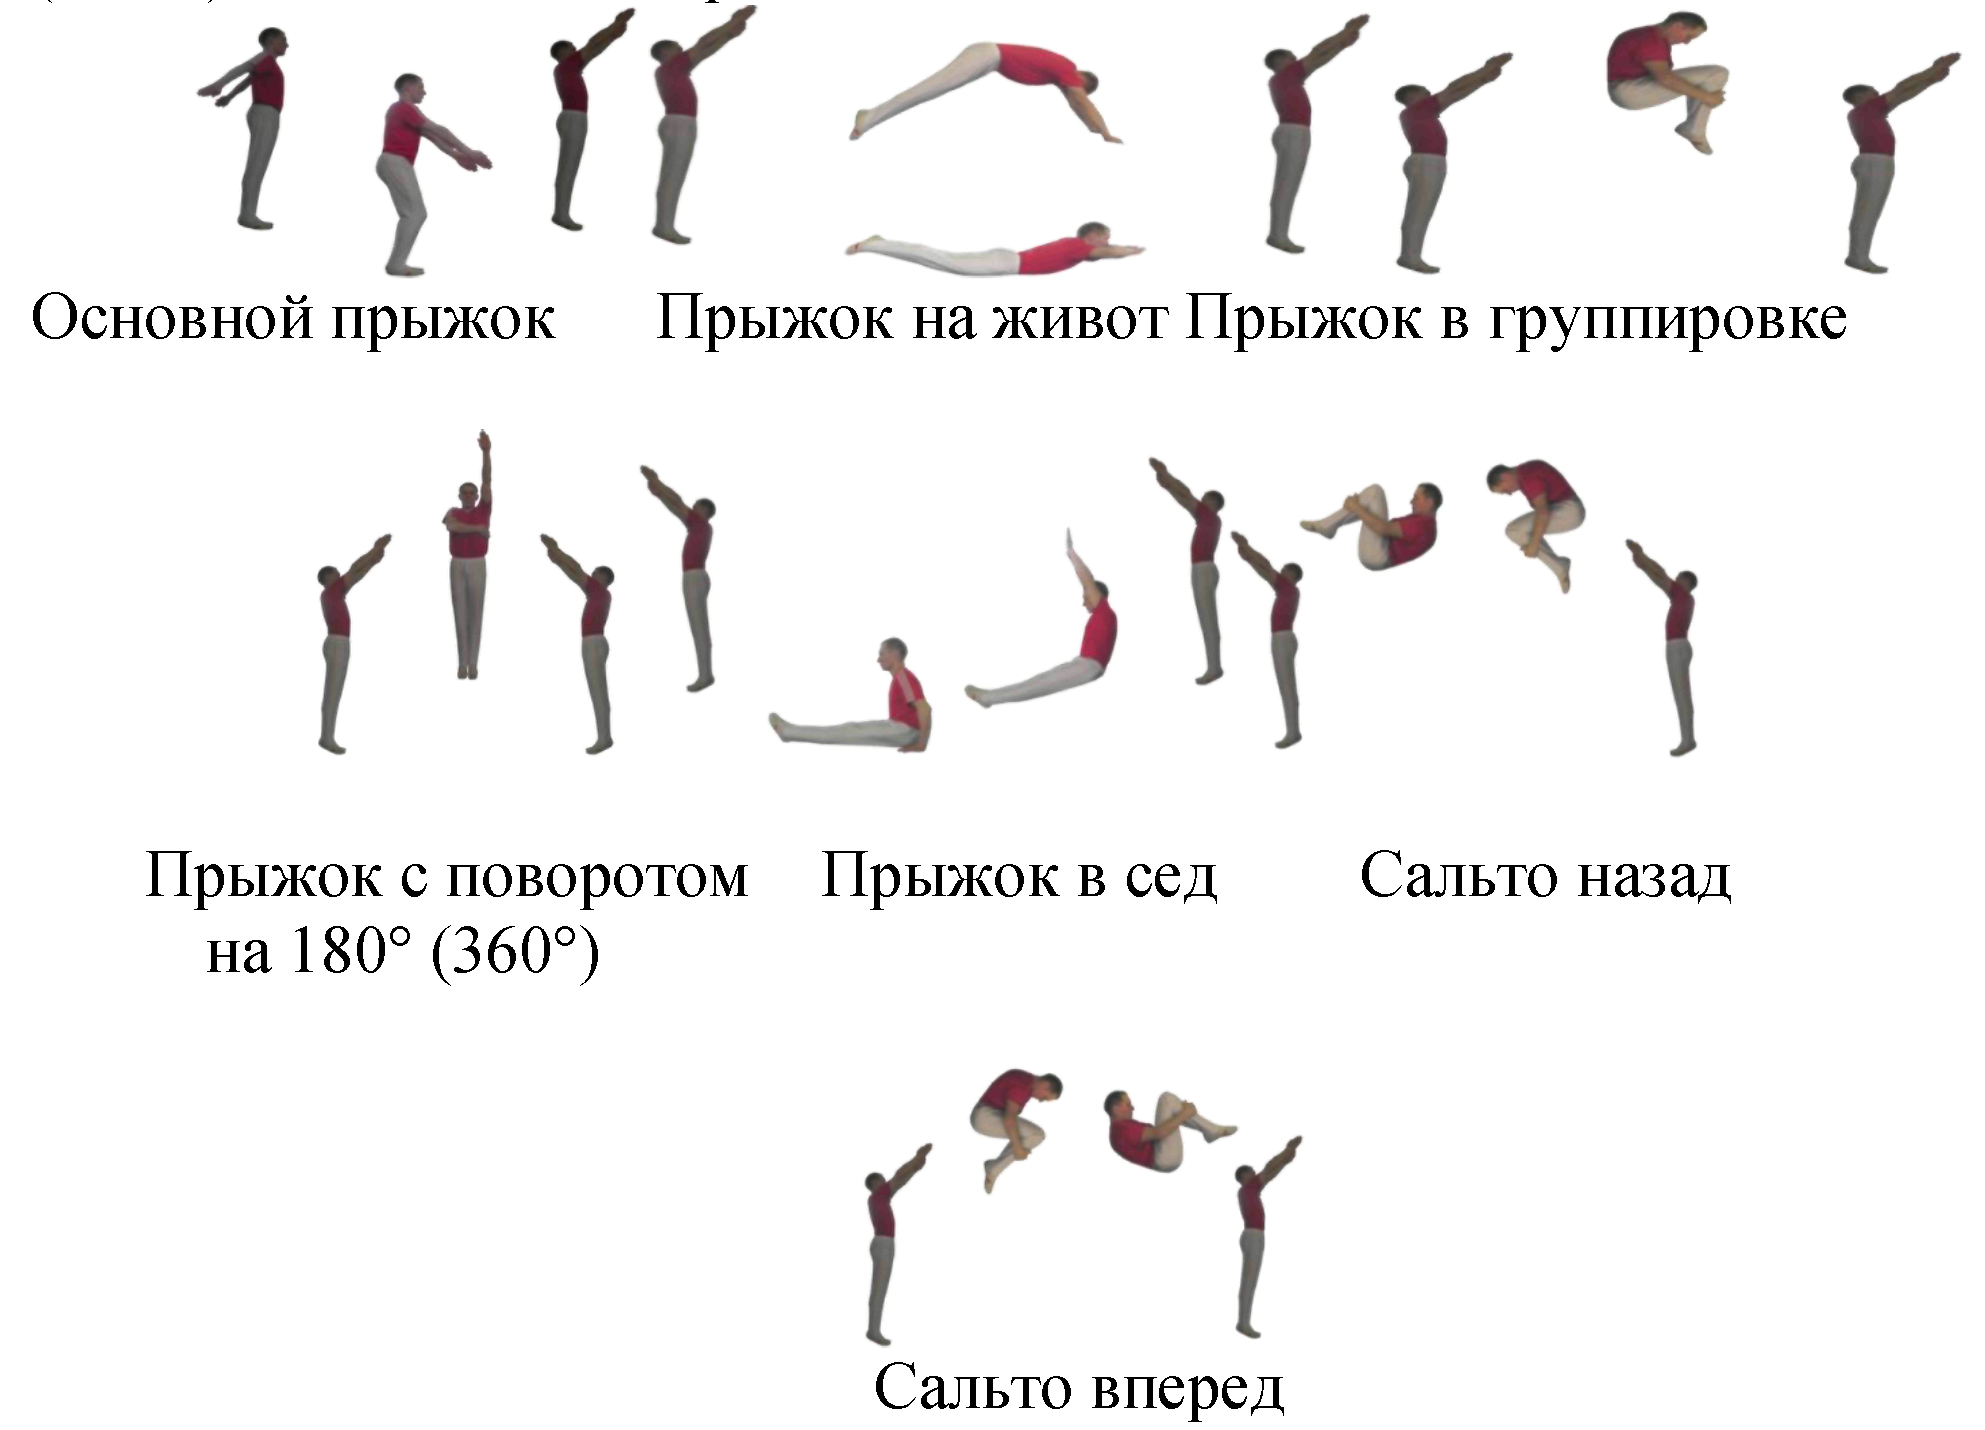 Основной прыжок Прыжок на живот Прыжок в группировке
Прыжок с поворотом на 180° (360°)
Прыжок в сед
Сальто назад
Сальто вперед